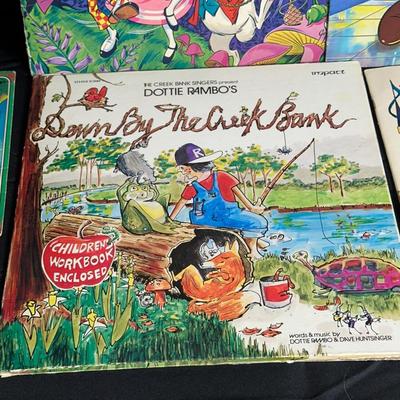 THE CREEK BANK SINGERS present
DOTTIE RAMBO'S
impact
Down By The Creek Bank
R
CHILDREN'S
WORKBOOK
ENCLOSED
words & music by
DOTTIE RAMBO & DAVE HUNTSINGER